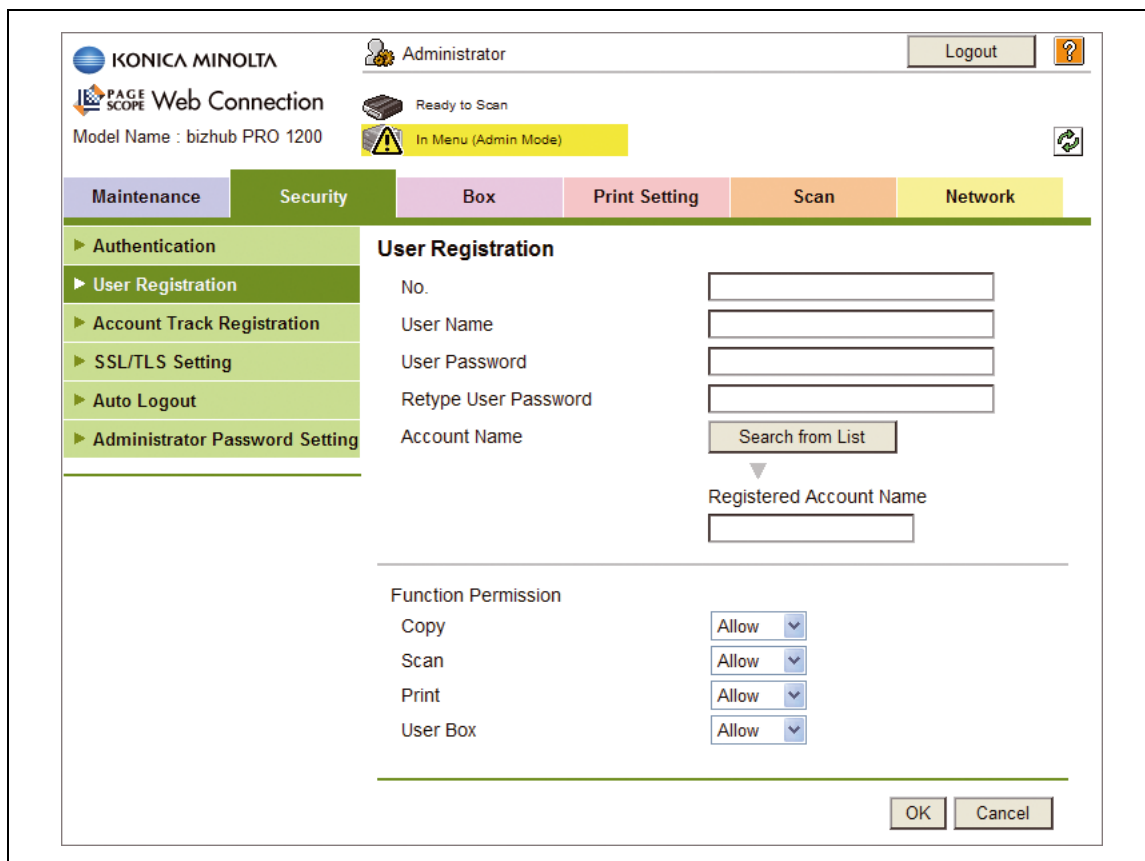 KONICA MINOLTA
Administrator
Logout
?
PAGE SCOPE Web Connection
Ready to Scan
Model Name : bizhub PRO 1200
In Menu (Admin Mode)
Maintenance
Security
Box
Print Setting
Scan
Network
Authentication
User Registration
Account Track Registration
SSL/TLS Setting
Auto Logout
Administrator Password Setting
User Registration
No.
User Name
User Password
Retype User Password
Account Name
Search from List
Registered Account Name
Function Permission
Copy Allow
Scan Allow
Print Allow
User Box Allow
OK
Cancel